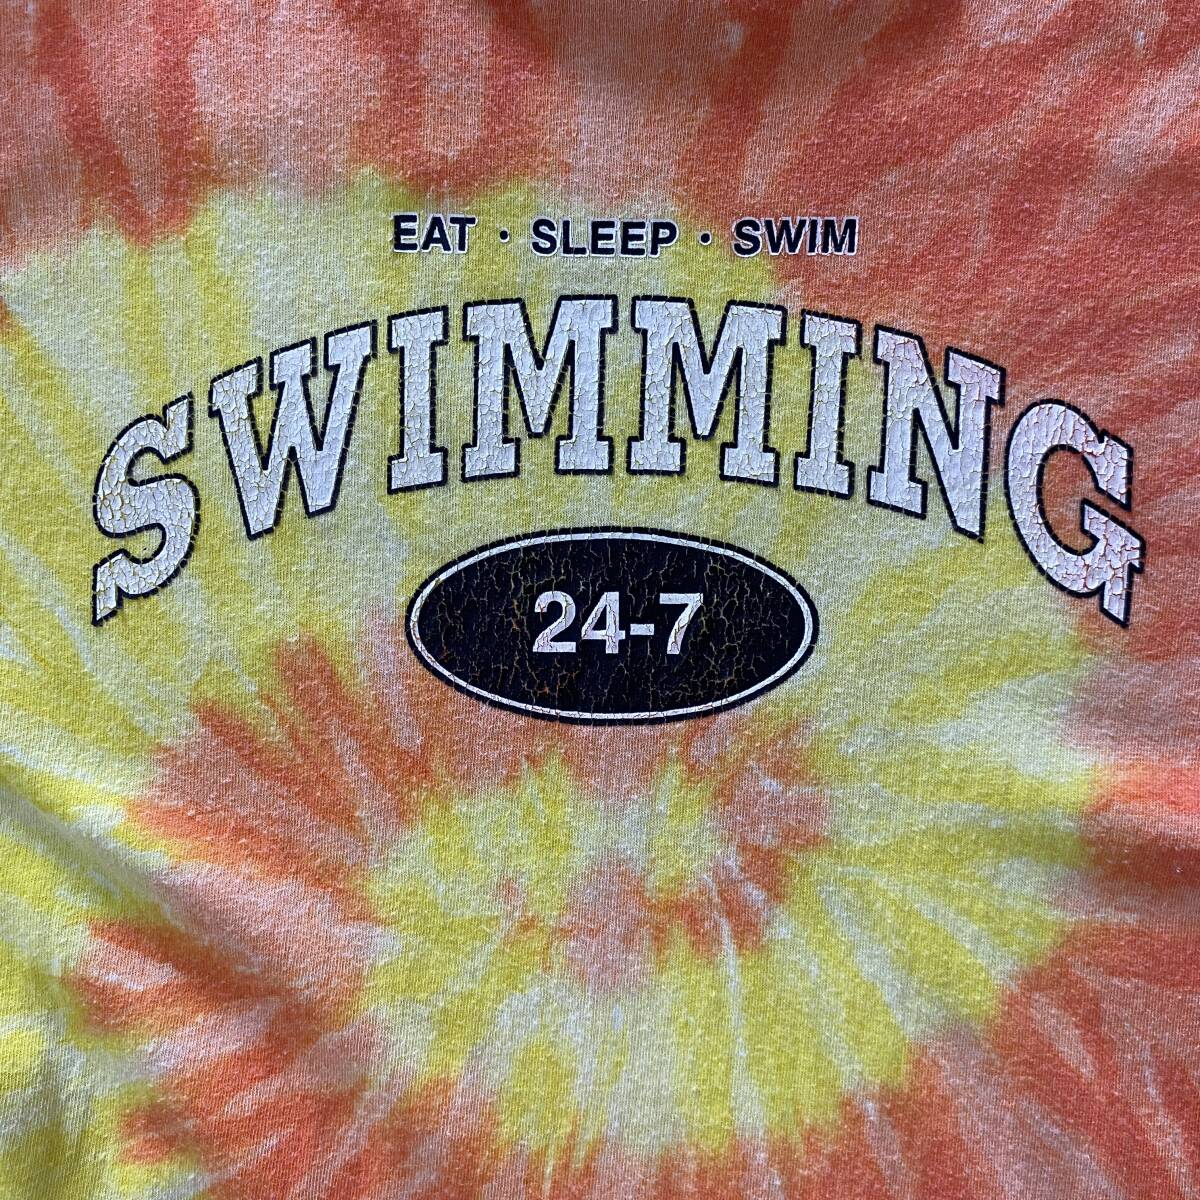 EAT · SLEEP · SWIM
SWIMMING
24-7